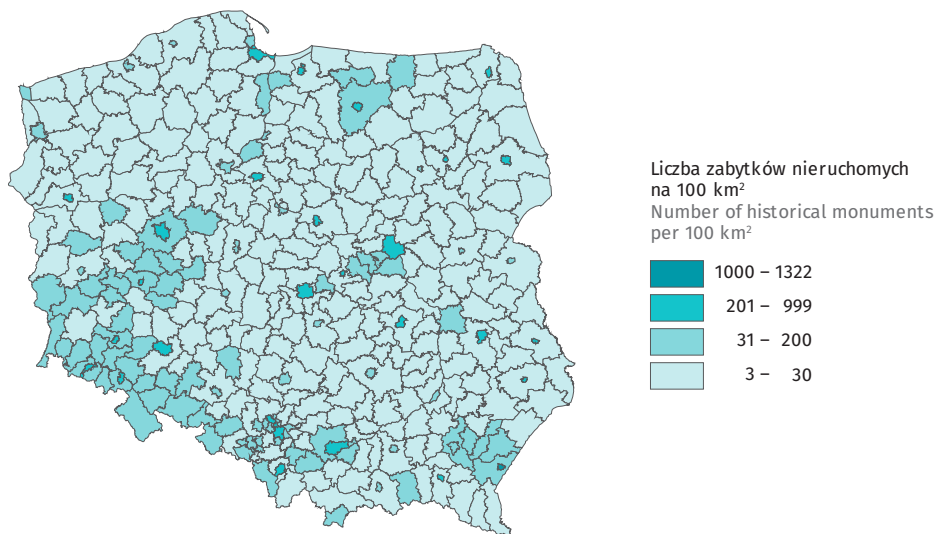 Liczba zabytków nieruchomych
na 100 km²
Number of historical monuments
per 100 km²
1000 – 1322
201 – 999
31 – 200
3 – 30